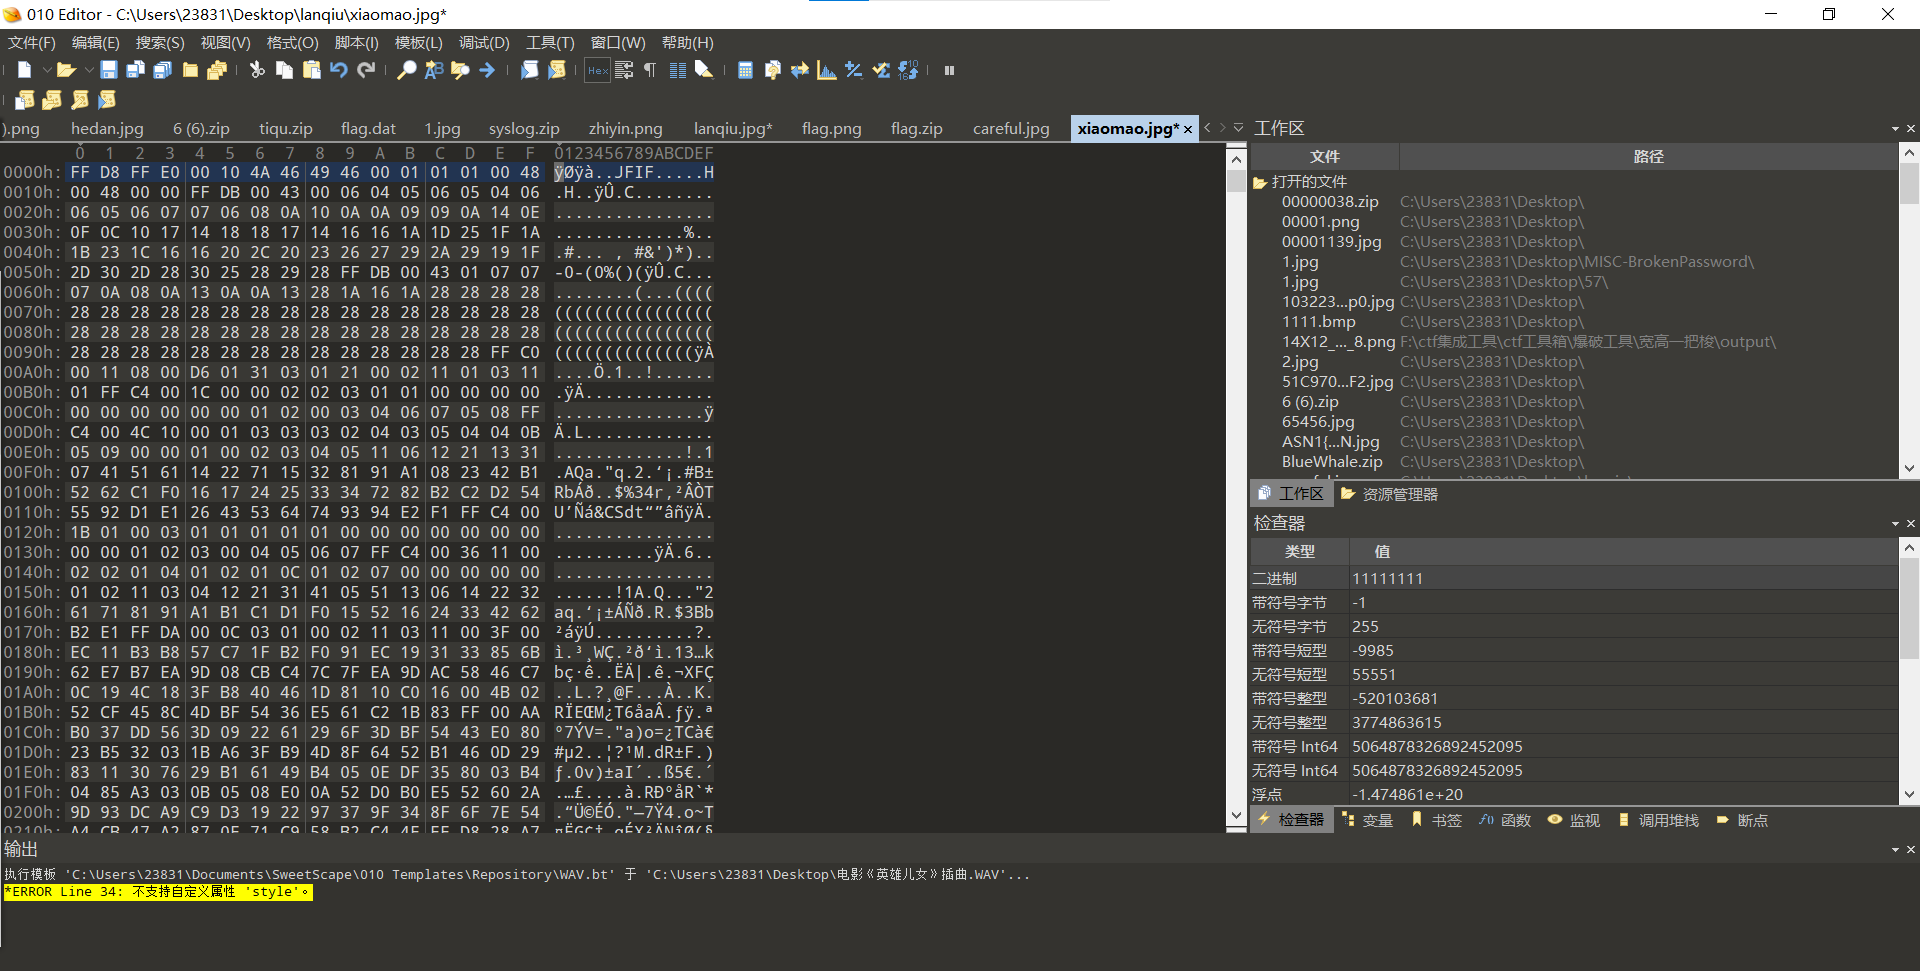 010 Editor - C:\Users\23831\Desktop\lanqiu\xiaomao.jpg*
文件(F) 编辑(E) 搜索(S) 视图(V) 格式(O) 脚本(I) 模板(L) 调试(D) 工具(T) 窗口(W) 帮助(H)
).png hedan.jpg 6 (6).zip tiqu.zip flag.dat 1.jpg syslog.zip zhiyin.png lanqiu.jpg* flag.png flag.zip careful.jpg xiaomao.jpg*
0 1 2 3 4 5 6 7 8 9 A B C D E F 0123456789ABCDEF
0000h: FF D8 FF E0 00 10 4A 46 49 46 00 01 01 01 00 48 ÿØÿà..JFIF.....H
0010h: 00 48 00 00 FF DB 00 43 00 06 04 05 06 05 04 06 .H..ÿÛ.C........
0020h: 06 05 06 07 07 06 08 0A 10 0A 0A 09 09 0A 14 0E ................
0030h: 0F 0C 10 17 14 18 18 17 14 16 16 1A 1D 25 1F 1A .............%..
0040h: 1B 23 1C 16 16 20 2C 20 23 26 27 29 2A 29 19 1F .#... , #&')*)..
0050h: 2D 30 2D 28 30 25 28 29 28 FF DB 00 43 01 07 07 -0-(0%()(ÿÛ.C...
0060h: 07 0A 08 0A 13 0A 0A 13 28 1A 16 1A 28 28 28 28 ........(...((((
0070h: 28 28 28 28 28 28 28 28 28 28 28 28 28 28 28 28 ((((((((((((((((
0080h: 28 28 28 28 28 28 28 28 28 28 28 28 28 28 28 28 ((((((((((((((((
0090h: 28 28 28 28 28 28 28 28 28 28 28 28 28 28 FF C0 ((((((((((((((ÿÀ
00A0h: 00 11 08 00 D6 01 31 03 01 21 00 02 11 01 03 11 ....Ö.1..!......
00B0h: 01 FF C4 00 1C 00 00 02 02 03 01 01 00 00 00 00 .ÿÄ.............
00C0h: 00 00 00 00 00 00 01 02 00 03 04 06 07 05 08 FF ...............ÿ
00D0h: C4 00 4C 10 00 01 03 03 03 02 04 03 05 04 04 0B Ä.L.............
00E0h: 05 09 00 00 01 00 02 03 04 05 11 06 12 21 13 31 .............!.1
00F0h: 07 41 51 61 14 22 71 15 32 81 91 A1 08 23 42 B1 .AQa."q.2.‘¡.#B±
0100h: 52 62 C1 F0 16 17 24 25 33 34 72 82 B2 C2 D2 54 RbÁð..$%34r‚²ÂÒT
0110h: 55 92 D1 E1 26 43 53 64 74 93 94 E2 F1 FF C4 00 U’Ñá&CSdt“”âñÿÄ.
0120h: 1B 01 00 03 01 01 01 01 01 00 00 00 00 00 00 00 ................
0130h: 00 00 01 02 03 00 04 05 06 07 FF C4 00 36 11 00 ..........ÿÄ.6..
0140h: 02 02 01 04 01 02 01 0C 01 02 07 00 00 00 00 00 ................
0150h: 01 02 11 03 04 12 21 31 41 05 51 13 06 14 22 32 ......!1A.Q..."2
0160h: 61 71 81 91 A1 B1 C1 D1 F0 15 52 16 24 33 42 62 aq.‘¡±ÁÑð.R.$3Bb
0170h: B2 E1 FF DA 00 0C 03 01 00 02 11 03 11 00 3F 00 ²áÿÚ..........?.
0180h: EC 11 B3 B8 57 C7 1F B2 F0 91 EC 19 31 33 85 6B ì.³¸WÇ.²ð‘ì.13…k
0190h: 62 E7 B7 EA 9D 08 CB C4 7C 7F EA 9D AC 58 46 C7 bç·ê..ËÄ|.ê.¬XFÇ
01A0h: 0C 19 4C 18 3F B8 40 46 1D 81 10 C0 16 00 4B 02 ..L.?¸@F...À..K.
01B0h: 52 CF 45 8C 4D BF 54 36 E5 61 C2 1B 83 FF 00 AA RÏEŒM¿T6åaÂ.ƒÿ.ª
01C0h: B0 37 DD 56 3D 09 22 61 29 6F 3D BF 54 43 E0 80 °7ÝV=."a)o=¿TCà€
01D0h: 23 B5 32 03 1B A6 3F B9 4D 8F 64 52 B1 46 0D 29 #µ2..¦?¹M.dR±F.)
01E0h: 83 11 30 76 29 B1 61 49 B4 05 0E DF 35 80 03 B4 ƒ.0v)±aI´..ß5€.´
01F0h: 04 85 A3 03 0B 05 08 E0 0A 52 D0 B0 E5 52 60 2A .…£....à.RÐ°åR`*
0200h: 9D 93 DC A9 C9 D3 19 22 97 37 9F 34 8F 6F 7E 54 .“Ü©ÉÓ."—7Ÿ4.o~T
工作区
文件 路径
打开的文件
00000038.zip C:\Users\23831\Desktop\
00001.png C:\Users\23831\Desktop\
00001139.jpg C:\Users\23831\Desktop\
1.jpg C:\Users\23831\Desktop\MISC-BrokenPassword\
1.jpg C:\Users\23831\Desktop\57\
103223...p0.jpg C:\Users\23831\Desktop\
1111.bmp C:\Users\23831\Desktop\
14X12_..._8.png F:\ctf集成工具\ctf工具箱\爆破工具\宽高一把梭\output\
2.jpg C:\Users\23831\Desktop\
51C970...F2.jpg C:\Users\23831\Desktop\
6 (6).zip C:\Users\23831\Desktop\
65456.jpg C:\Users\23831\Desktop\
ASN1{...N.jpg C:\Users\23831\Desktop\
BlueWhale.zip C:\Users\23831\Desktop\
工作区 资源管理器
检查器
类型 值
二进制 11111111
带符号字节 -1
无符号字节 255
带符号短型 -9985
无符号短型 55551
带符号整型 -520103681
无符号整型 3774863615
带符号 Int64 5064878326892452095
无符号 Int64 5064878326892452095
浮点 -1.474861e+20
检查器 变量 书签 函数 监视 调用堆栈 断点
输出
执行模板 'C:\Users\23831\Documents\SweetScape\010 Templates\Repository\WAV.bt' 于 'C:\Users\23831\Desktop\电影《英雄儿女》插曲.WAV'...
*ERROR Line 34: 不支持自定义属性 'style'。